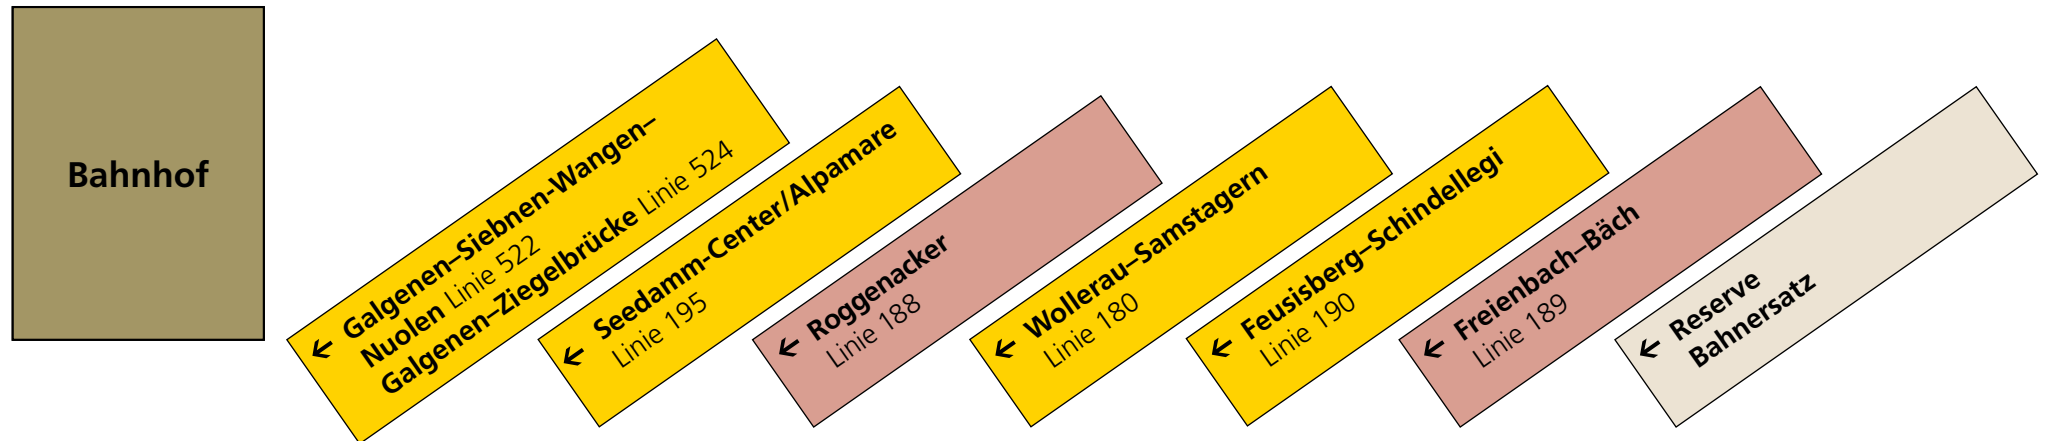 Bahnhof
Galgenen–Siebnen-Wangen–
Nuolen Linie 522
Galgenen–Ziegelbrücke Linie 524
Seedamm-Center/Alpamare
Linie 195
Roggenacker
Linie 188
Wollerau–Samstagern
Linie 180
Feusisberg–Schindellegi
Linie 190
Freienbach–Bäch
Linie 189
Reserve
Bahnersatz